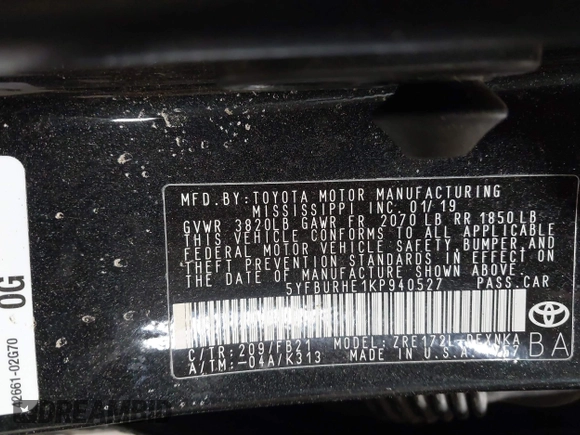 MFD.BY:TOYOTA MOTOR MANUFACTURING
MISSISSIPPI INC. 01/19
GVWR 3820LB GAWR FR 2070 LB RR 1850 LB
THIS VEHICLE CONFORMS TO ALL APPLICABLE
FEDERAL MOTOR VEHICLE SAFETY, BUMPER, AND
THEFT PREVENTION STANDARDS IN EFFECT ON
THE DATE OF MANUFACTURE SHOWN ABOVE.
5YFBURHE1KP940527 PASS.CAR
C/TR:209/FB21 MODEL:
A/TM:-04A/K313 MADE IN U.S.A.
TOYOTA
BA
0G
A2661-02G70
DREAMBID